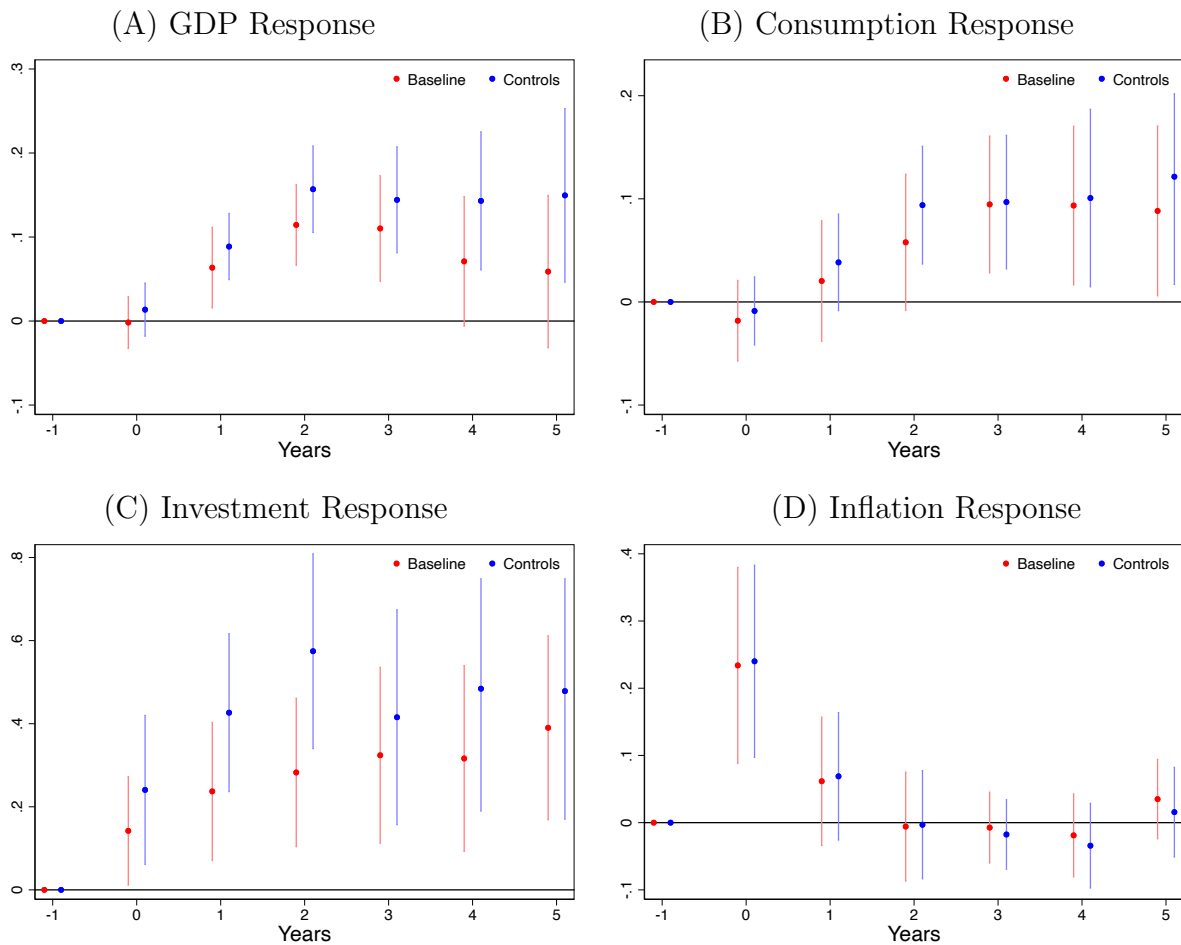 (A) GDP Response
Baseline Controls
.3
.2
.1
0
-.1
-1 0 1 2 3 4 5
Years
(B) Consumption Response
Baseline Controls
.2
.1
0
-.1
-1 0 1 2 3 4 5
Years
(C) Investment Response
Baseline Controls
.8
.6
.4
.2
0
-1 0 1 2 3 4 5
Years
(D) Inflation Response
Baseline Controls
.4
.3
.2
.1
0
-.1
-1 0 1 2 3 4 5
Years